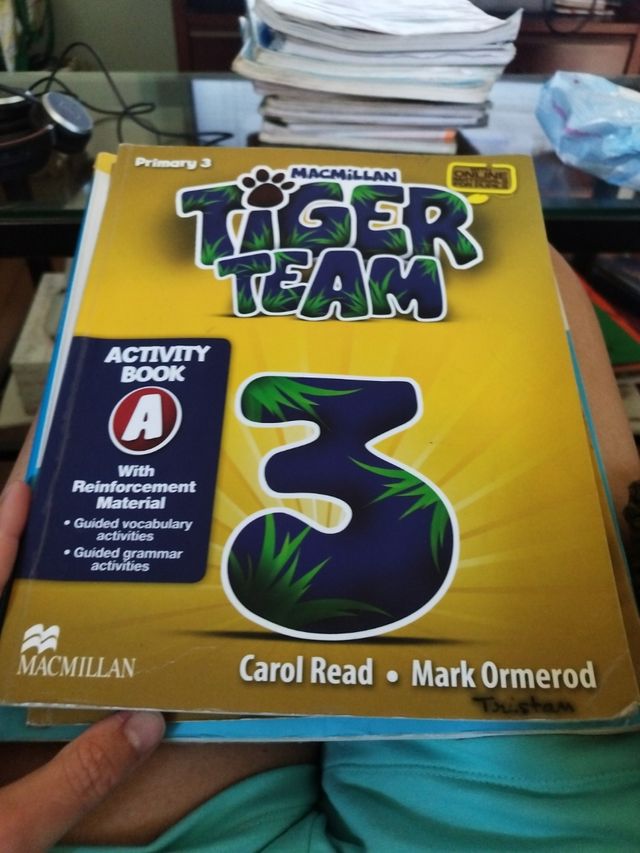 Primary 3
MACMiLLAN
TiGER
TEAM
ONLINE
ACTIVITY
BOOK
A
With
Reinforcement
Material
• Guided vocabulary
activities
• Guided grammar
activities
3
MACMILLAN
Carol Read • Mark Ormerod
Tristan